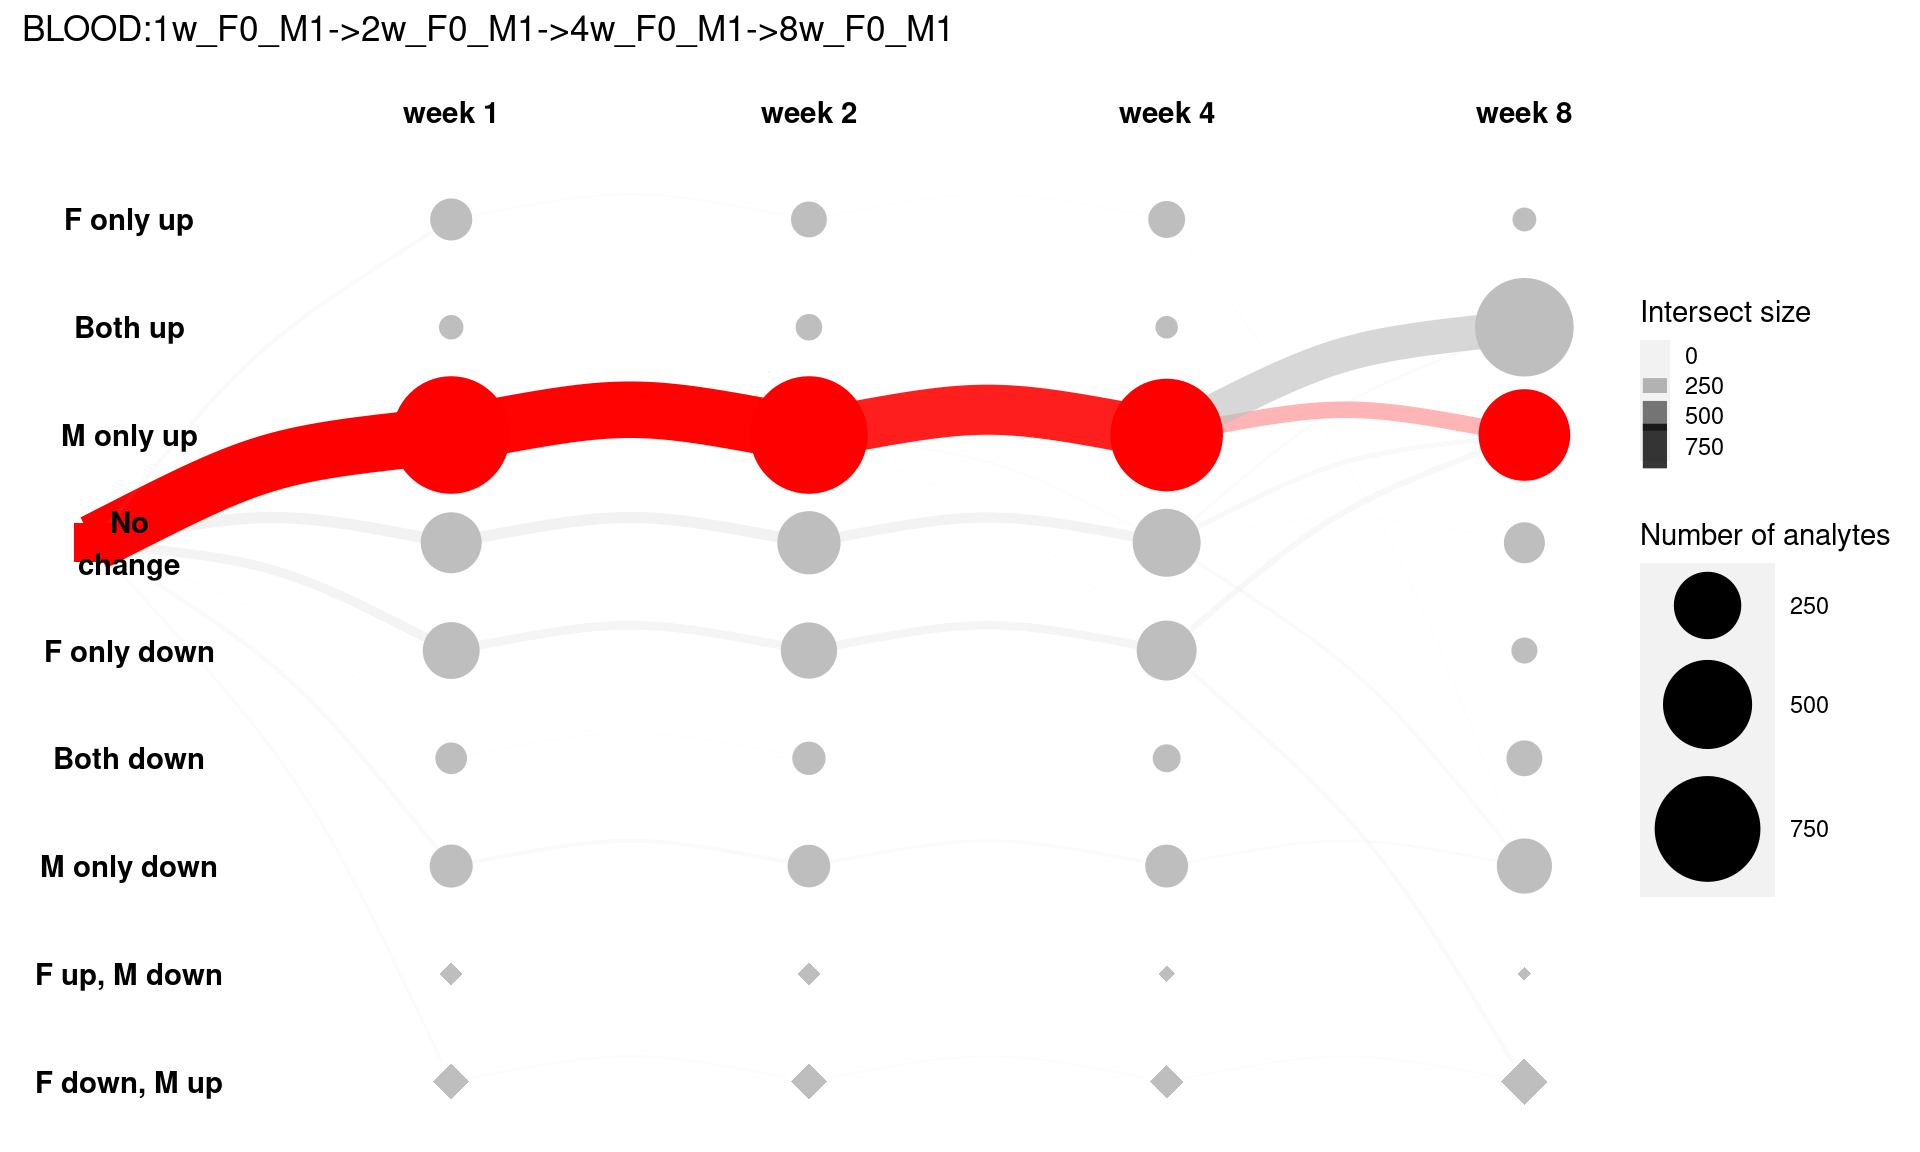 BLOOD:1w_F0_M1->2w_F0_M1->4w_F0_M1->8w_F0_M1
week 1 week 2 week 4 week 8
F only up
Both up
M only up
No
change
F only down
Both down
M only down
F up, M down
F down, M up
Intersect size
0
250
500
750
Number of analytes
250
500
750